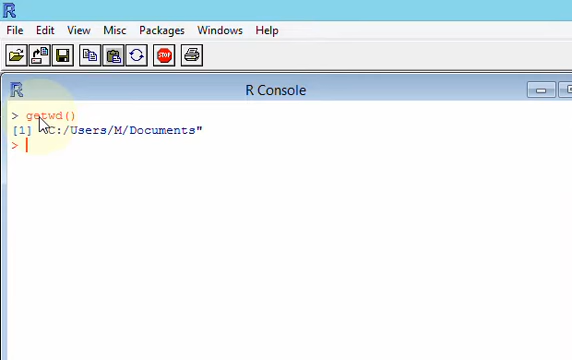 R
File Edit View Misc Packages Windows Help
STOP
R R Console
> getwd()
[1] "C:/Users/M/Documents"
>